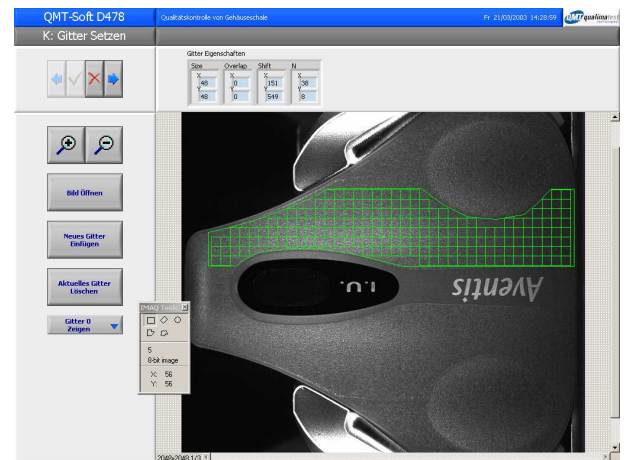 QMT-Soft D478
Qualitätskontrolle von Gehäuseschale
Fr 21/03/2003 14:28:59
QMT qualimatest
K: Gitter Setzen
Gitter Eigenschaften
Size Overlap Shift N
X X X X
48 0 151 38
Y Y Y Y
48 0 549 8
Bild Öffnen
Neues Gitter
Einfügen
Aktuelles Gitter
Löschen
Gitter 0
Zeigen
IMAQ Tools
5
8-bit image
X: 56
Y: 56
I.U.
Aventis
2048x2048 1/3